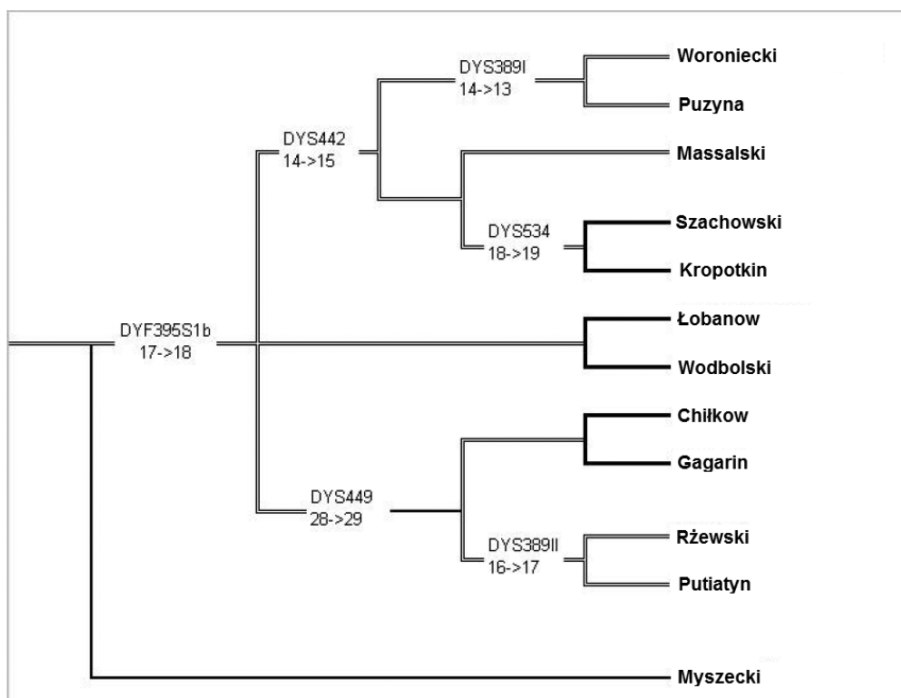 Woroniecki
DYS389I
14->13
Puzyna
DYS442
14->15
Massalski
Szachowski
DYS534
18->19
Kropotkin
Łobanow
DYF395S1b
17->18
Wodbolski
Chiłkow
Gagarin
DYS449
28->29
Rżewski
DYS389II
16->17
Putiatyn
Myszecki